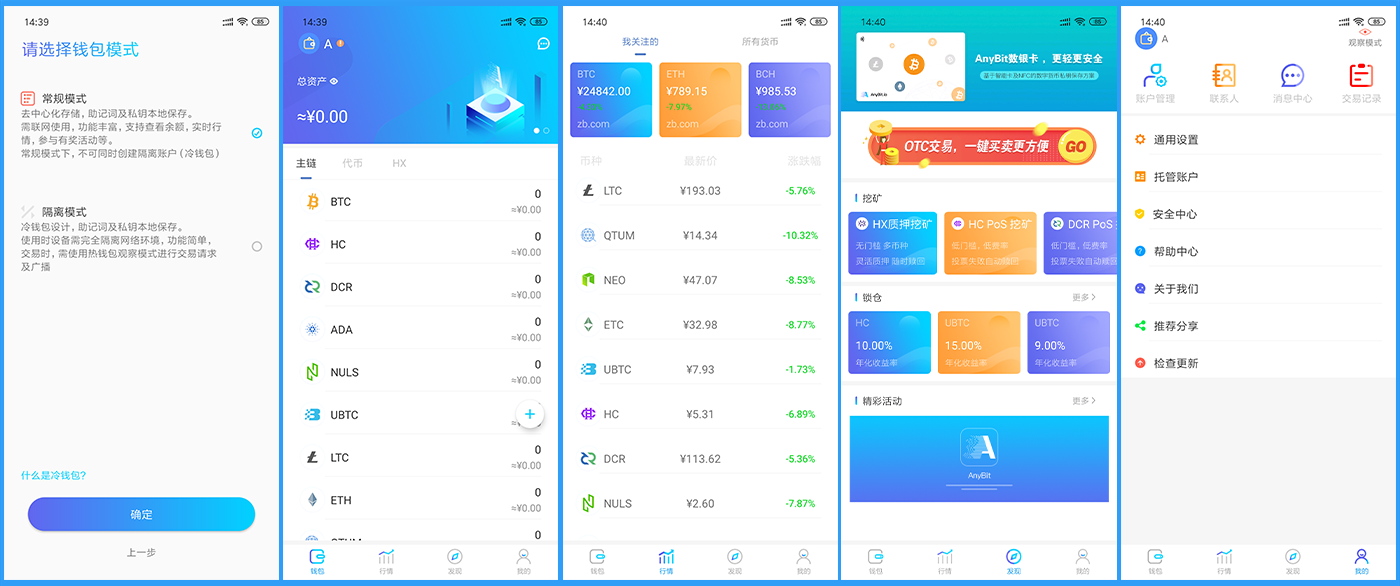 14:39
85
请选择钱包模式
常规模式
去中心化存储，助记词及私钥本地保存。
需联网使用，功能丰富，支持查看余额，实时行
情，参与有奖活动等。
常规模式下，不可同时创建隔离账户（冷钱包）
隔离模式
冷钱包设计，助记词及私钥本地保存。
使用时设备需完全隔离网络环境，功能简单，
交易时，需使用热钱包观察模式进行交易请求
及广播
什么是冷钱包?
确定
上一步
14:39
85
A
总资产
≈¥0.00
主链 代币 HX
BTC 0
≈¥0.00
HC 0
≈¥0.00
DCR 0
≈¥0.00
ADA 0
≈¥0.00
NULS 0
≈¥0.00
UBTC
LTC 0
≈¥0.00
ETH 0
≈¥0.00
0
钱包 行情 发现 我的
14:40
85
我关注的 所有货币
BTC
¥24842.00
zb.com
ETH
¥789.15
-7.97%
zb.com
BCH
¥985.53
zb.com
币种 最新价 涨跌幅
LTC ¥193.03 -5.76%
QTUM ¥14.34 -10.32%
NEO ¥47.07 -8.53%
ETC ¥32.98 -8.77%
UBTC ¥7.93 -1.73%
HC ¥5.31 -6.89%
DCR ¥113.62 -5.36%
NULS ¥2.60 -7.87%
钱包 行情 发现 我的
14:40
85
AnyBit数银卡，更轻更安全
基于智能卡及NFC的数字货币私钥保存方案
AnyBit
OTC交易，一键买卖更方便
GO
挖矿
HX质押挖矿
无门槛 多币种
灵活质押 随时赎回
HC PoS 挖矿
低门槛，低费率
投票失败自动赎回
DCR PoS
低门槛，低费率
投票失败自动赎回
锁仓 更多
HC
10.00%
年化收益率
UBTC
15.00%
年化收益率
UBTC
9.00%
年化收益率
精彩活动 更多
AnyBit
钱包 行情 发现 我的
14:40
85
A
观察模式
账户管理 联系人 消息中心 交易记录
通用设置
托管账户
安全中心
帮助中心
关于我们
推荐分享
检查更新
钱包 行情 发现 我的